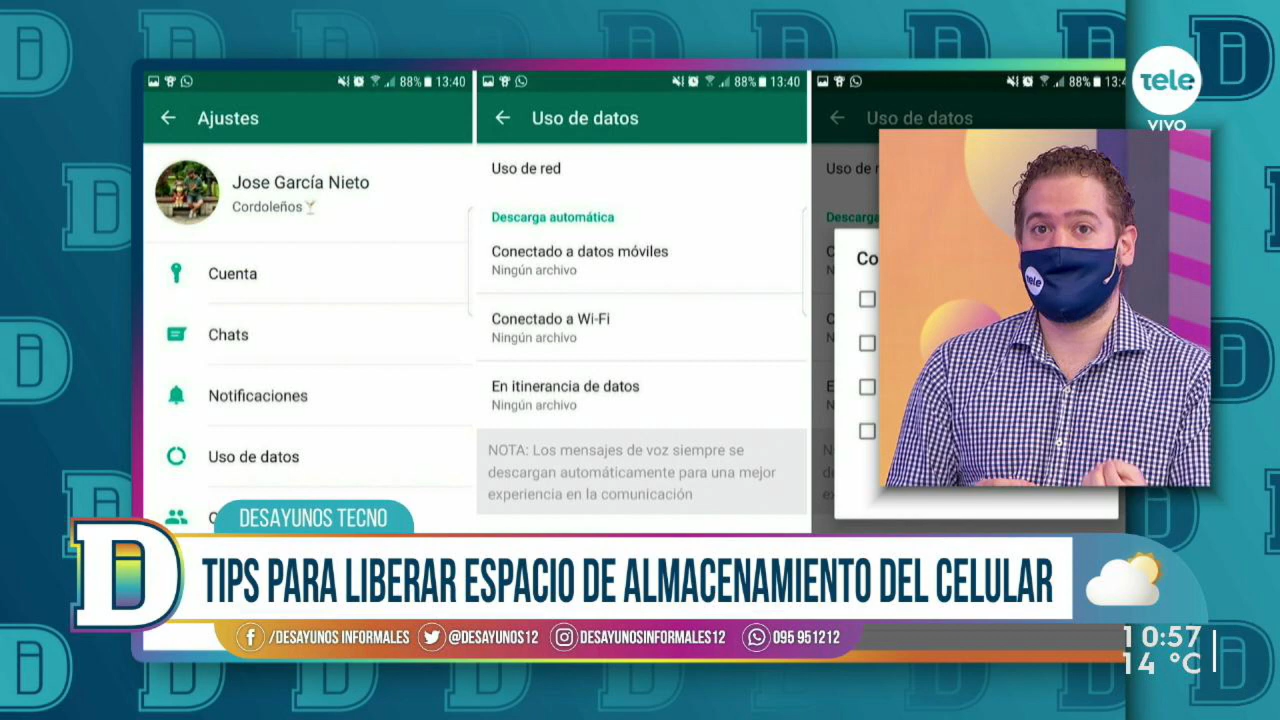 88% 13:40
Ajustes
Jose García Nieto
Cordoleños
Cuenta
Chats
Notificaciones
Uso de datos
88% 13:40
Uso de datos
Uso de red
Descarga automática
Conectado a datos móviles
Ningún archivo
Conectado a Wi-Fi
Ningún archivo
En itinerancia de datos
Ningún archivo
NOTA: Los mensajes de voz siempre se
descargan automáticamente para una mejor
experiencia en la comunicación
88% 13:4
Uso de datos
Uso de r
Descarga
Co
tele
VIVO
tele
DESAYUNOS TECNO
D
TIPS PARA LIBERAR ESPACIO DE ALMACENAMIENTO DEL CELULAR
/DESAYUNOS INFORMALES @DESAYUNOS12 DESAYUNOSINFORMALES12 095 951212
10:57
14 °C